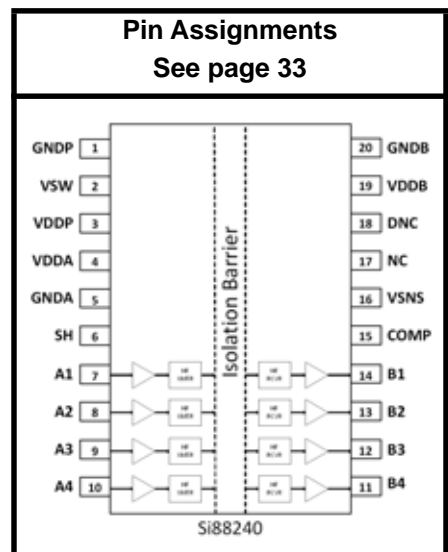 Pin Assignments
See page 33
GNDP 1
VSW 2
VDDP 3
VDDA 4
GNDA 5
SH 6
A1 7
A2 8
A3 9
A4 10
Isolation Barrier
20 GNDB
19 VDDB
18 DNC
17 NC
16 VSNS
15 COMP
14 B1
13 B2
12 B3
11 B4
Si88240